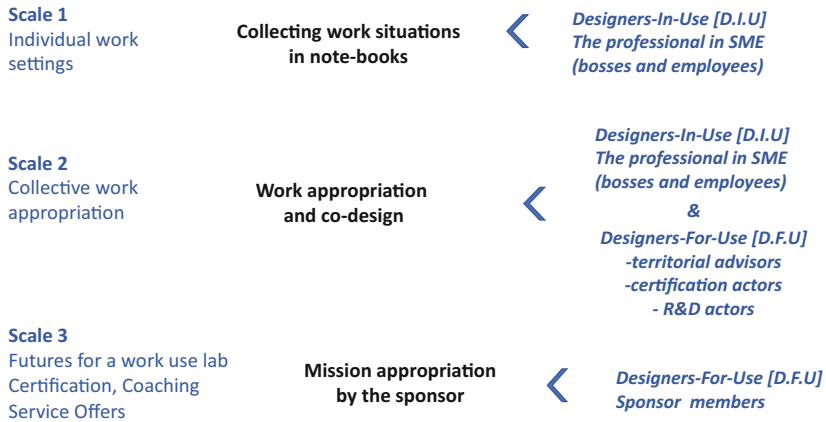 Scale 1
Individual work
settings
Collecting work situations
in note-books
Designers-In-Use [D.I.U]
The professional in SME
(bosses and employees)
Scale 2
Collective work
appropriation
Work appropriation
and co-design
Designers-In-Use [D.I.U]
The professional in SME
(bosses and employees)
&
Designers-For-Use [D.F.U]
-territorial advisors
-certification actors
- R&D actors
Scale 3
Futures for a work use lab
Certification, Coaching
Service Offers
Mission appropriation
by the sponsor
Designers-For-Use [D.F.U]
Sponsor members